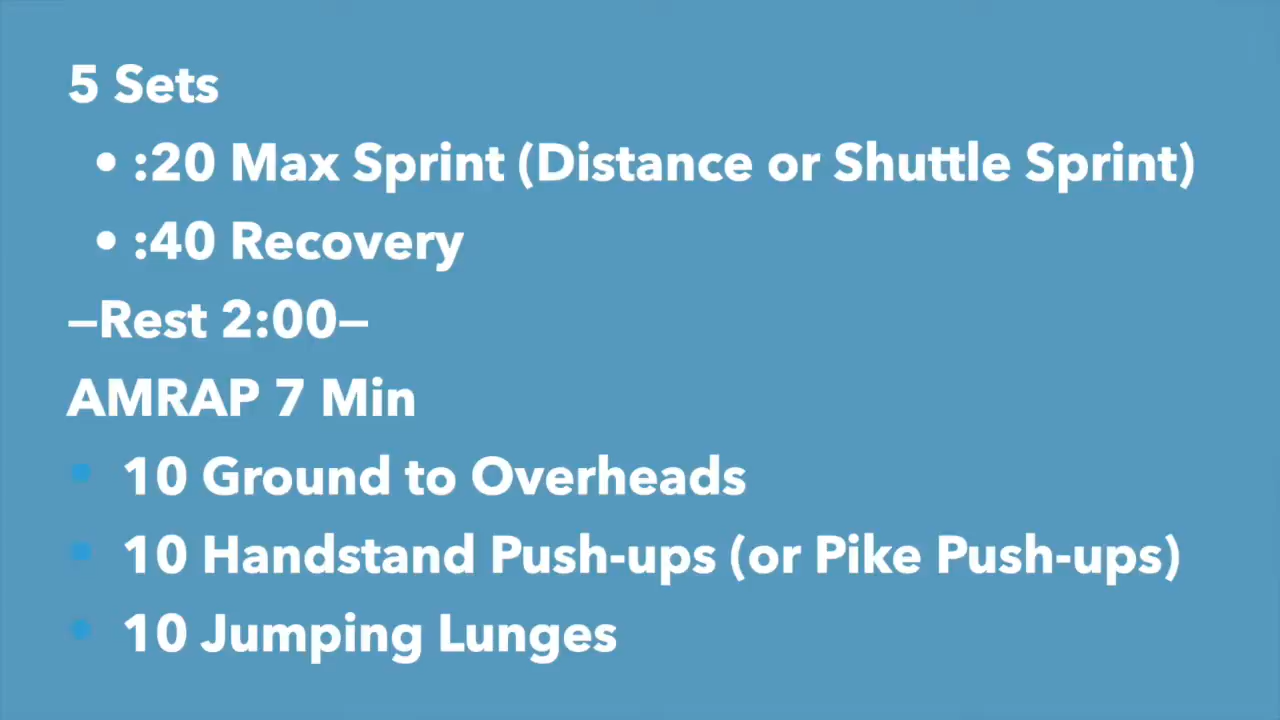 5 Sets
• :20 Max Sprint (Distance or Shuttle Sprint)
• :40 Recovery
—Rest 2:00—
AMRAP 7 Min
▪ 10 Ground to Overheads
▪ 10 Handstand Push-ups (or Pike Push-ups)
▪ 10 Jumping Lunges